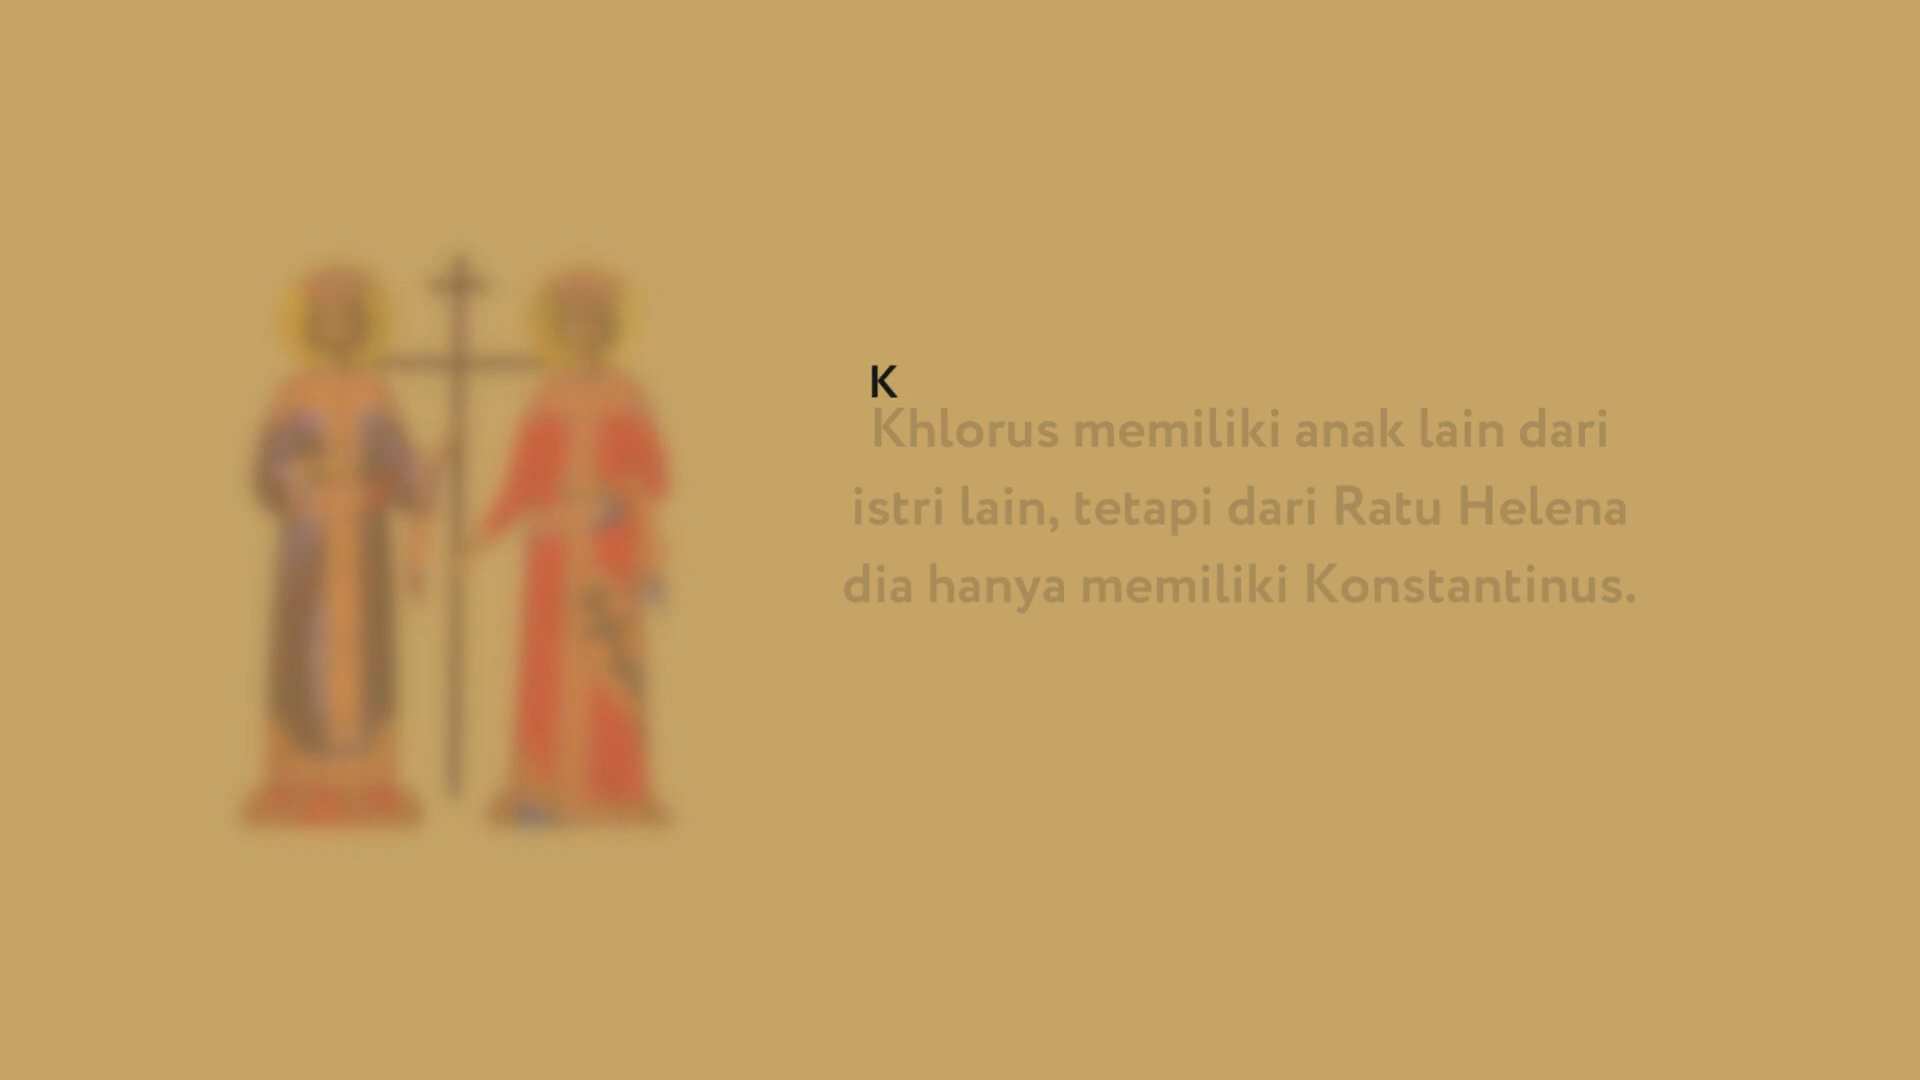 K
Khlorus memiliki anak lain dari
istri lain, tetapi dari Ratu Helena
dia hanya memiliki Konstantinus.